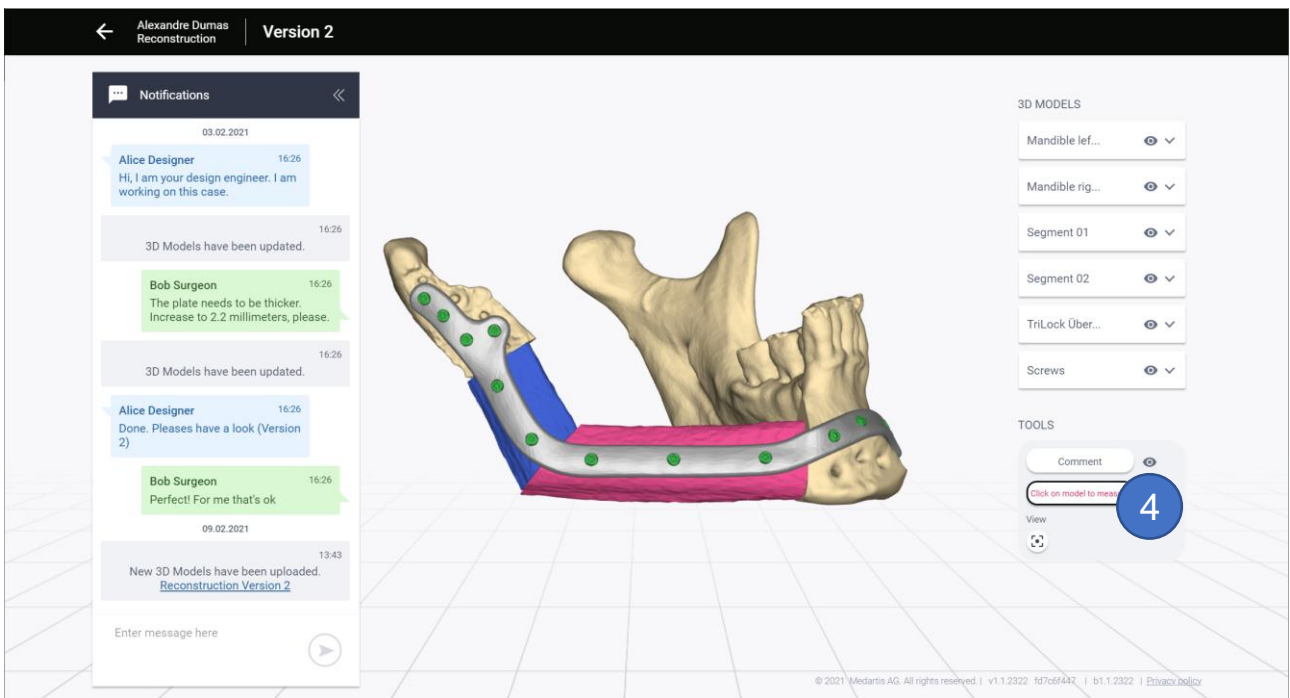 Alexandre Dumas
Reconstruction
Version 2
Notifications
03.02.2021
Alice Designer 16:26
Hi, I am your design engineer. I am
working on this case.
16:26
3D Models have been updated.
Bob Surgeon 16:26
The plate needs to be thicker.
Increase to 2.2 millimeters, please.
16:26
3D Models have been updated.
Alice Designer 16:26
Done. Pleases have a look (Version
2)
Bob Surgeon 16:26
Perfect! For me that's ok
09.02.2021
13:43
New 3D Models have been uploaded.
Reconstruction Version 2
Enter message here
3D MODELS
Mandible lef...
Mandible rig...
Segment 01
Segment 02
TriLock Über...
Screws
TOOLS
Comment
Click on model to meas
4
View
© 2021 Medartis AG. All rights reserved. | v1.1.2322 fd7c6f447 | b1.1.2322 | Privacy policy